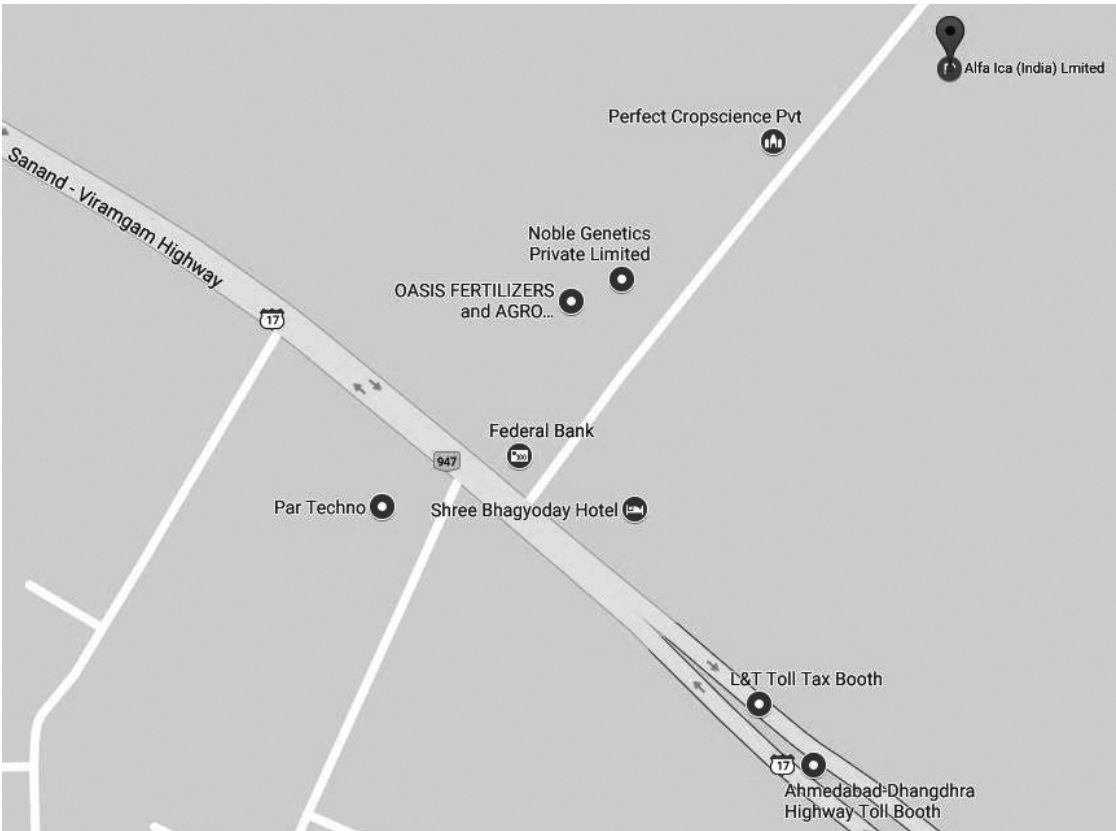 Alfa Ica (India) Lmited
Perfect Cropscience Pvt
Sanand - Viramgam Highway
Noble Genetics
Private Limited
OASIS FERTILIZERS
and AGRO...
17
Federal Bank
947
Par Techno
Shree Bhagyoday Hotel
L&T Toll Tax Booth
17
Ahmedabad-Dhangdhra
Highway Toll Booth